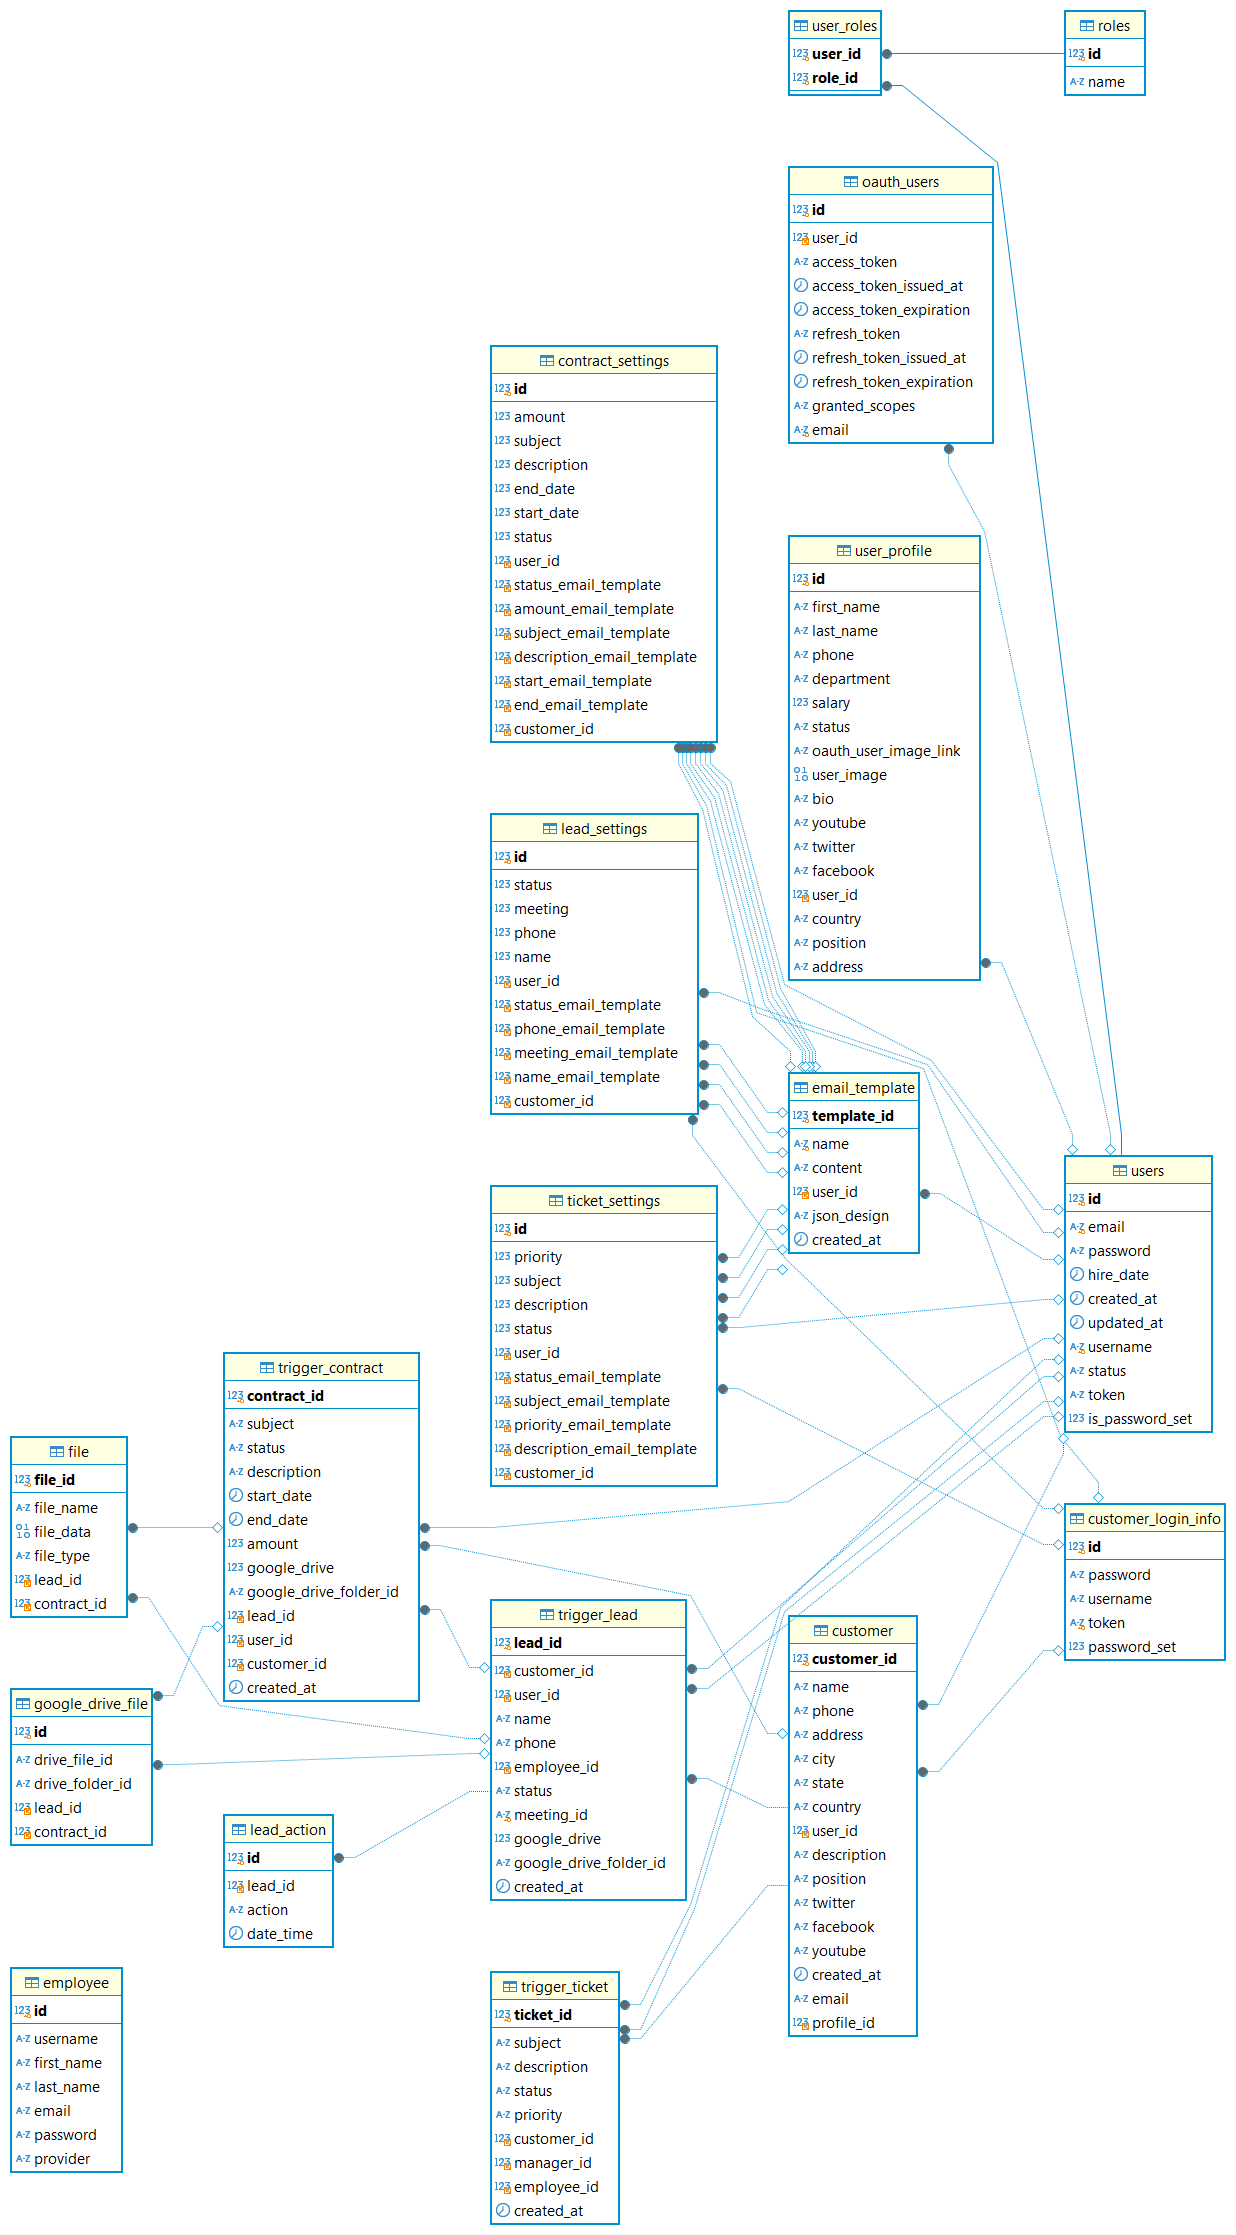 user_roles
user_id
role_id
roles
id
name
oauth_users
id
user_id
access_token
access_token_issued_at
access_token_expiration
refresh_token
refresh_token_issued_at
refresh_token_expiration
granted_scopes
email
contract_settings
id
amount
subject
description
end_date
start_date
status
user_id
status_email_template
amount_email_template
subject_email_template
description_email_template
start_email_template
end_email_template
customer_id
user_profile
id
first_name
last_name
phone
department
salary
status
oauth_user_image_link
user_image
bio
youtube
twitter
facebook
user_id
country
position
address
lead_settings
id
status
meeting
phone
name
user_id
status_email_template
phone_email_template
meeting_email_template
name_email_template
customer_id
email_template
template_id
name
content
user_id
json_design
created_at
users
id
email
password
hire_date
created_at
updated_at
username
status
token
is_password_set
ticket_settings
id
priority
subject
description
status
user_id
status_email_template
subject_email_template
priority_email_template
description_email_template
customer_id
trigger_contract
contract_id
subject
status
description
start_date
end_date
amount
google_drive
google_drive_folder_id
lead_id
user_id
customer_id
created_at
file
file_id
file_name
file_data
file_type
lead_id
contract_id
customer_login_info
id
password
username
token
password_set
trigger_lead
lead_id
customer_id
user_id
name
phone
employee_id
status
meeting_id
google_drive
google_drive_folder_id
created_at
customer
customer_id
name
phone
address
city
state
country
user_id
description
position
twitter
facebook
youtube
created_at
email
profile_id
google_drive_file
id
drive_file_id
drive_folder_id
lead_id
contract_id
lead_action
id
lead_id
action
date_time
employee
id
username
first_name
last_name
email
password
provider
trigger_ticket
ticket_id
subject
description
status
priority
customer_id
manager_id
employee_id
created_at